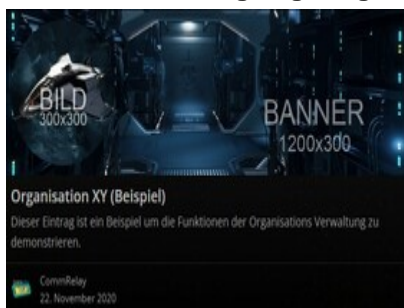 BILD
300x300
BANNER
1200x300
Organisation XY (Beispiel)
Dieser Eintrag ist ein Beispiel um die Funktionen der Organisations Verwaltung zu
demonstrieren.
CommRelay
22. November 2020